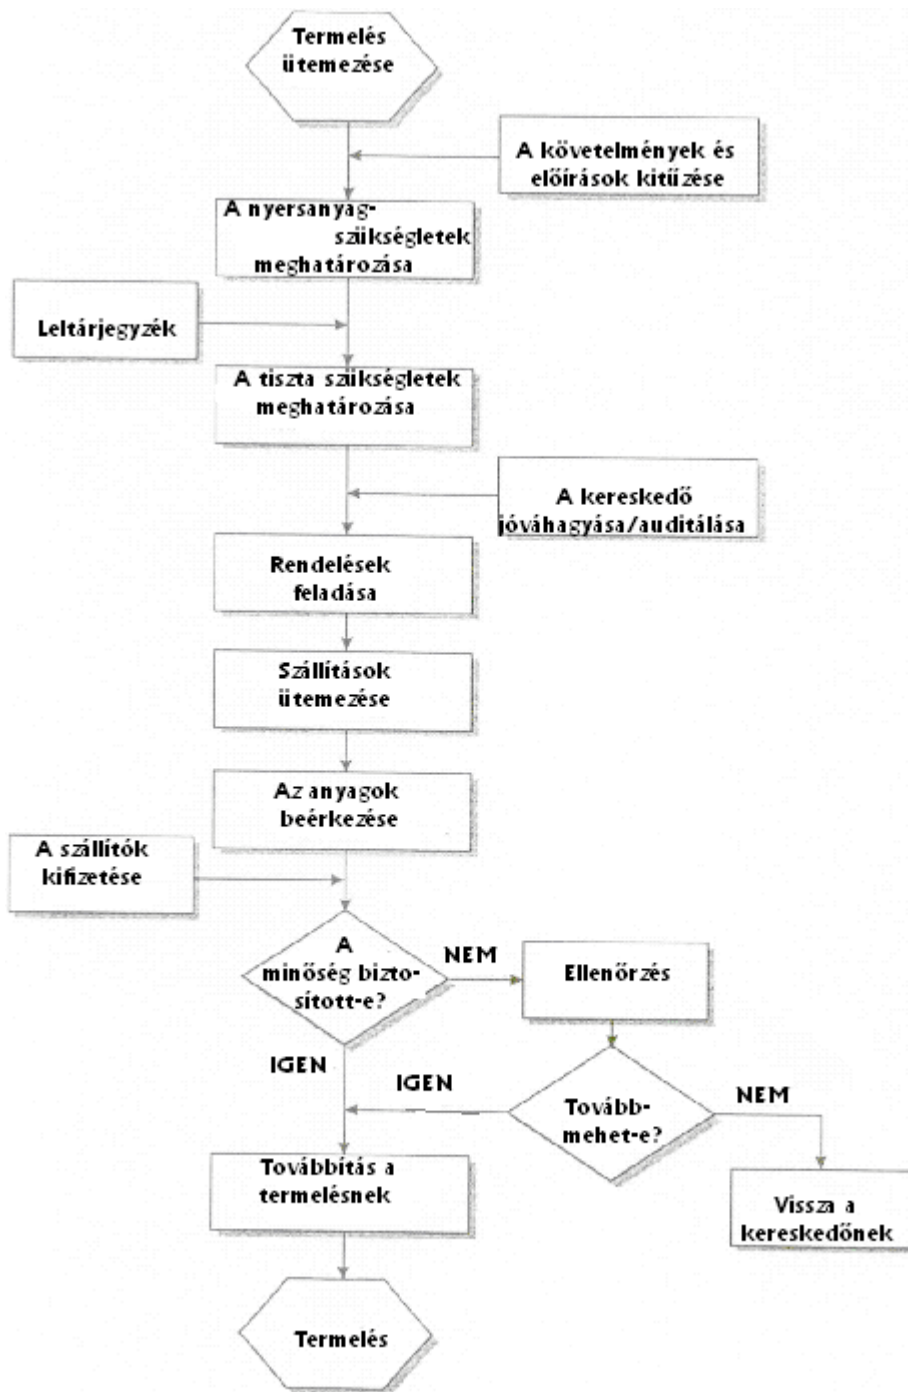 Termelés
ütemezése
A követelmények és
előírások kitűzése
A nyersanyag-
szükségletek
meghatározása
Leltárjegyzék
A tiszta szükségletek
meghatározása
A kereskedő
jóváhagyása/auditálása
Rendelések
feladása
Szállítások
ütemezése
Az anyagok
beérkezése
A szállítók
kifizetése
A
minőség bizto-
sított-e?
NEM
Ellenőrzés
IGEN
IGEN
Tovább-
mehet-e?
NEM
Továbbítás a
termelésnek
Vissza a
kereskedőnek
Termelés